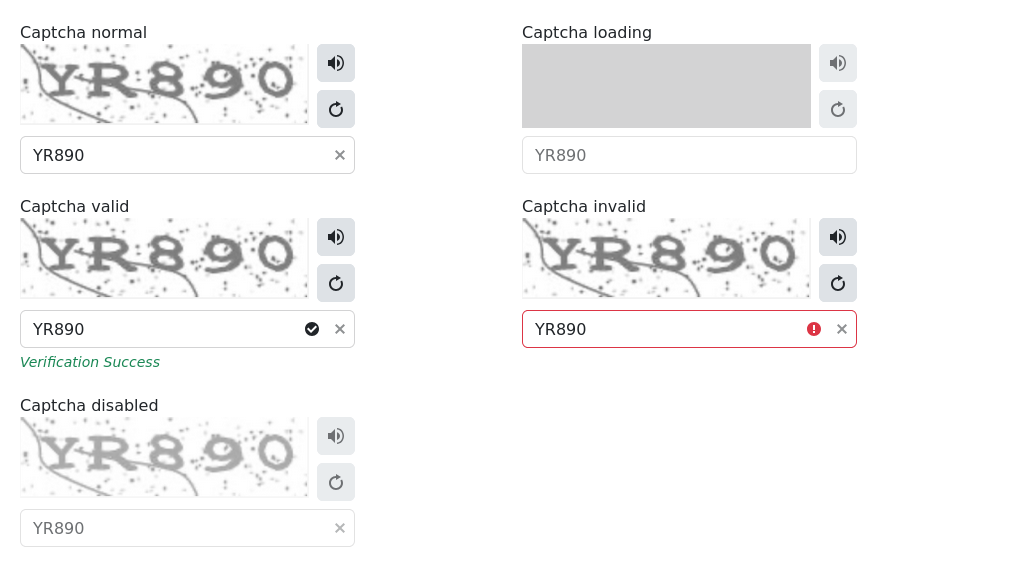 Captcha normal
YR890
YR890
Captcha loading
YR890
Captcha valid
YR890
YR890
Verification Success
Captcha invalid
YR890
YR890
Captcha disabled
YR890
YR890